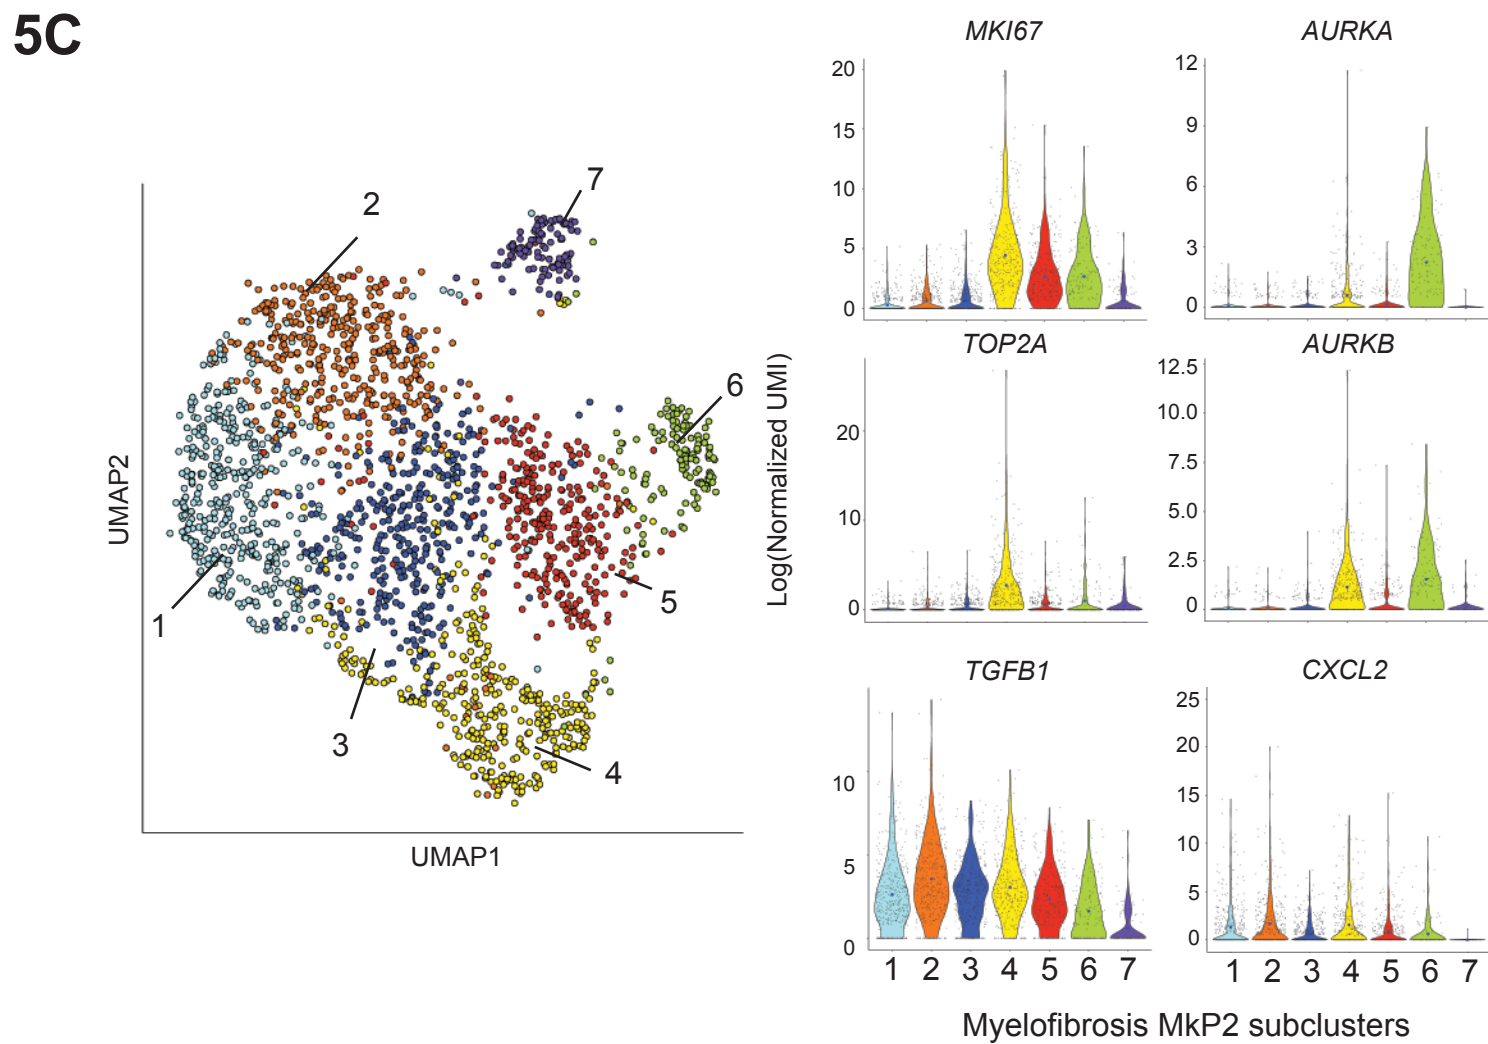 5C
UMAP2
UMAP1
1
2
3
4
5
6
7
Log(Normalized UMI)
MKI67
20
15
10
5
0
AURKA
12
9
6
3
0
TOP2A
20
10
0
AURKB
12.5
10.0
7.5
5.0
2.5
0
TGFB1
10
5
0
1 2 3 4 5 6 7
CXCL2
25
20
15
10
5
0
1 2 3 4 5 6 7
Myelofibrosis MkP2 subclusters